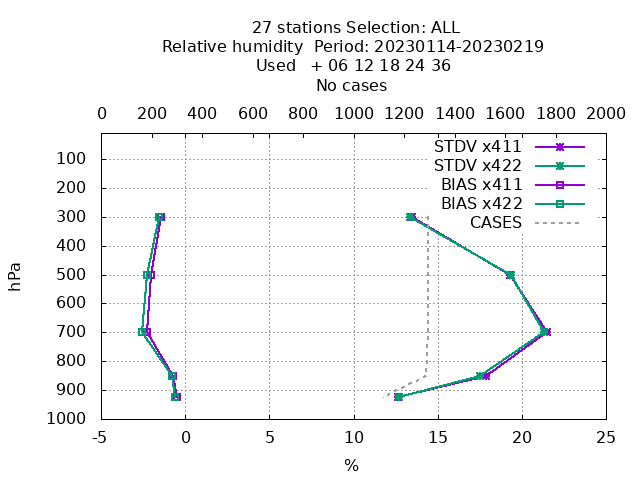 27 stations Selection: ALL
Relative humidity  Period: 20230114-20230219
Used   + 06 12 18 24 36
No cases
0 200 400 600 800 1000 1200 1400 1600 1800 2000
STDV x411
STDV x422
BIAS x411
BIAS x422
CASES
100
200
300
400
500
600
700
800
900
1000
hPa
-5 0 5 10 15 20 25
%